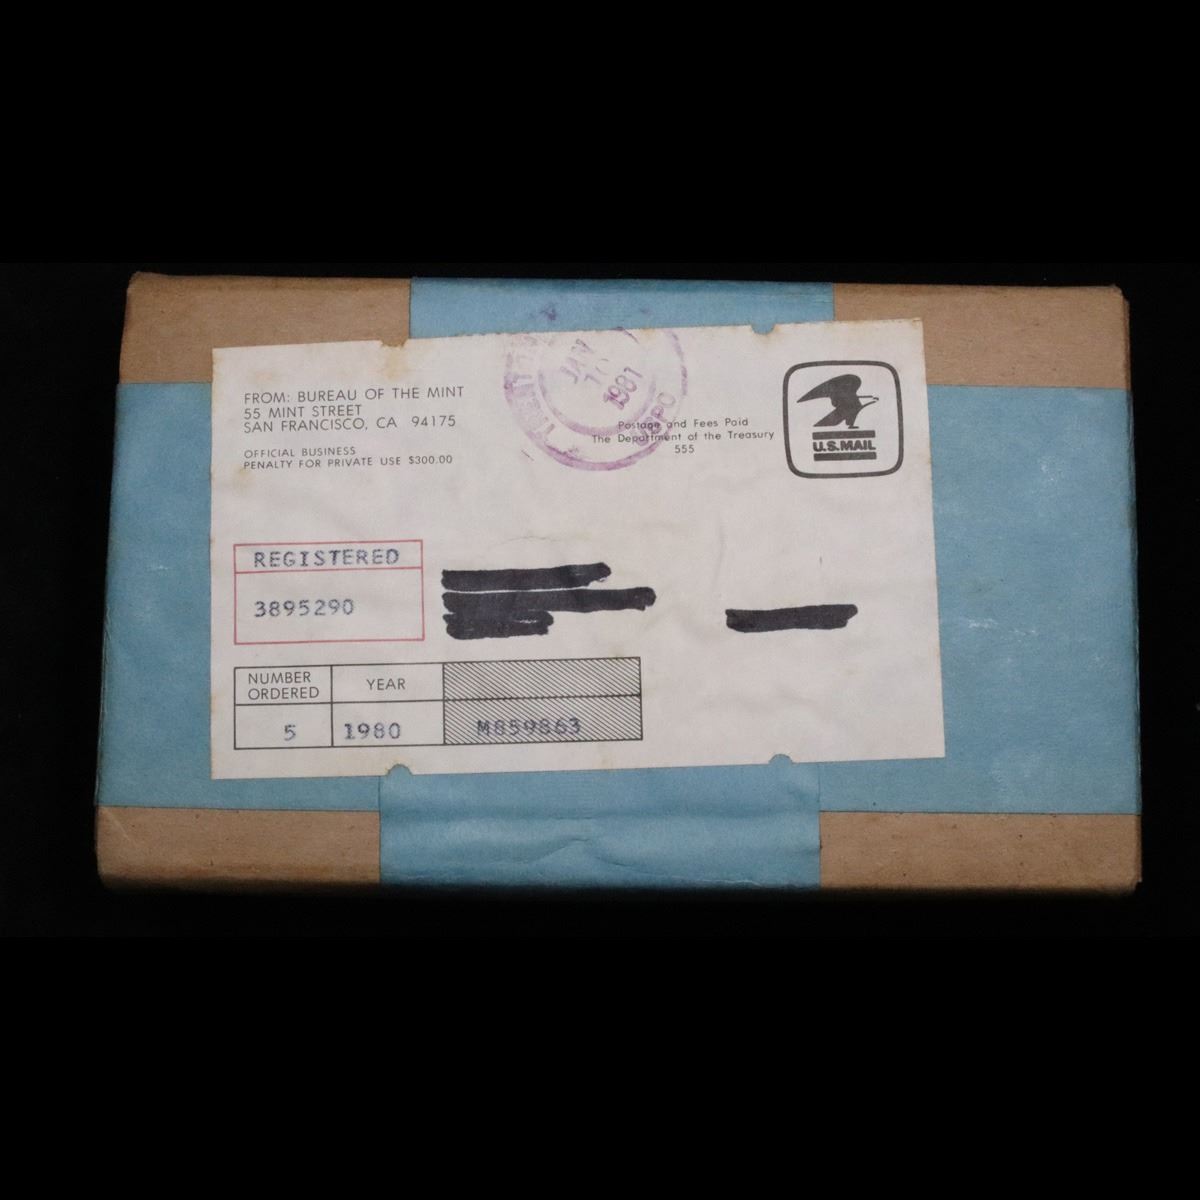 FROM: BUREAU OF THE MINT
55 MINT STREET
SAN FRANCISCO, CA 94175
OFFICIAL BUSINESS
PENALTY FOR PRIVATE USE $300.00
JAN
1981
USPO
Postage and Fees Paid
The Department of the Treasury
555
U.S.MAIL
REGISTERED
3895290
NUMBER ORDERED
YEAR
5
1980
M859863